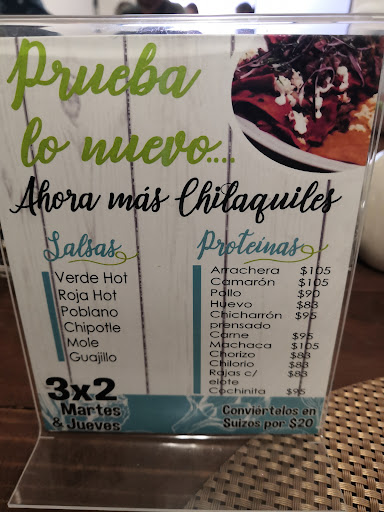 Prueba
lo nuevo....
Ahora más Chilaquiles
Salsas
Verde Hot
Roja Hot
Poblano
Chipotle
Mole
Guajillo
3x2
Martes
& Jueves
Proteínas
Arrachera $105
Camarón $105
Pollo $90
Huevo $83
Chicharrón $95
prensado
Carne $95
Machaca $105
Chorizo $83
Chilorio $83
Rajas c/ $83
elote
Cochinita $95
Conviértelos en
Suizos por $20